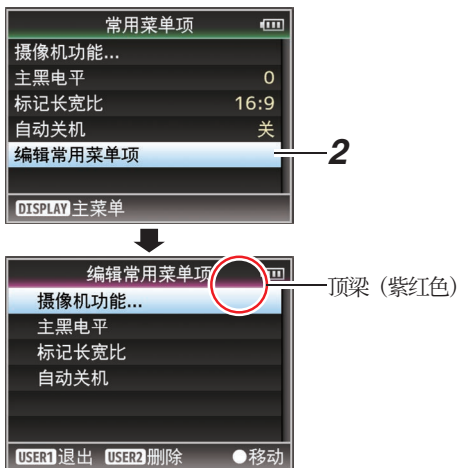 常用菜单项
摄像机功能...
主黑电平 0
标记长宽比 16:9
自动关机 关
编辑常用菜单项
2
DISPLAY 主菜单
编辑常用菜单项
顶梁（紫红色）
摄像机功能...
主黑电平
标记长宽比
自动关机
USER1 退出 USER2 删除 ●移动